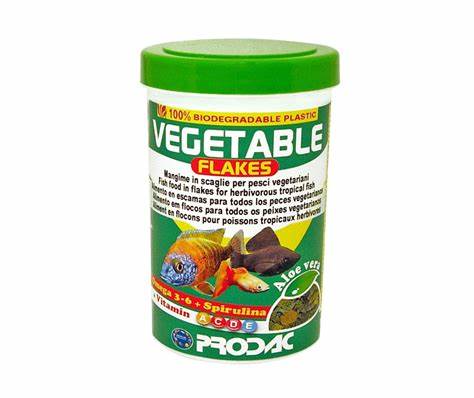 100% BIODEGRADABLE PLASTIC
VEGETABLE
FLAKES
Mangime in scaglie per pesci vegetariani
Fish food in flakes for herbivorous tropical fish
Alimento en escamas para todos los peces vegetarianos
Alimento em flocos para todos os peixes vegetarianos
Aliment en flocons pour poissons tropicaux herbivores
Aloe vera
Omega 3-6 + Spirulina
+ Vitamin A C D E
PRODAC